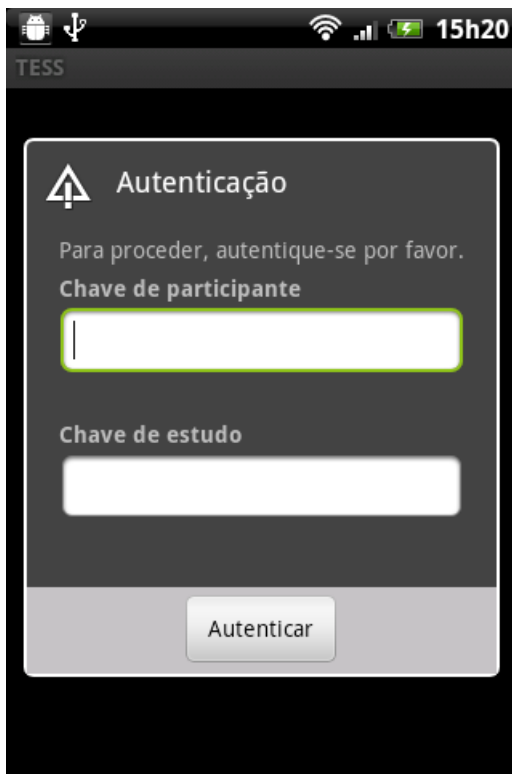 15h20
TESS
Autenticação
Para proceder, autentique-se por favor.
Chave de participante
Chave de estudo
Autenticar